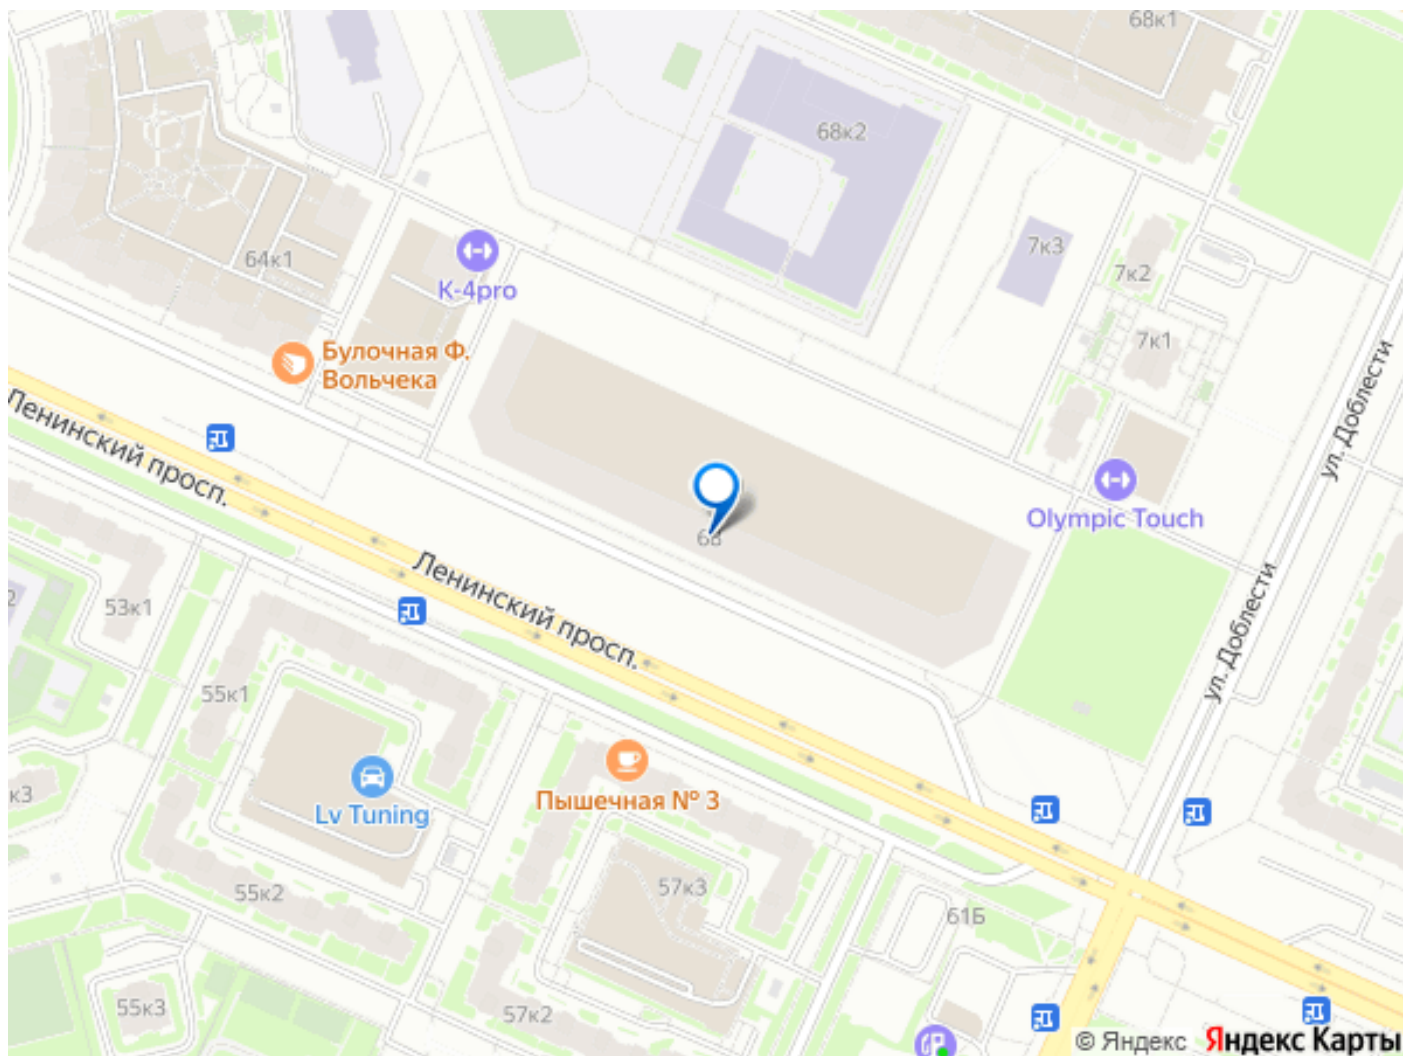 68к1
68к2
7к3
7к2
64к1
K-4pro
7к1
Булочная Ф.
Вольчека
ул. Доблести
Ленинский просп.
Olympic Touch
68
Ленинский просп.
ул. Доблести
53к1
55к1
к3
Lv Tuning
Пышечная № 3
55к2
57к3
61Б
55к3
57к2
© Яндекс Яндекс Карты